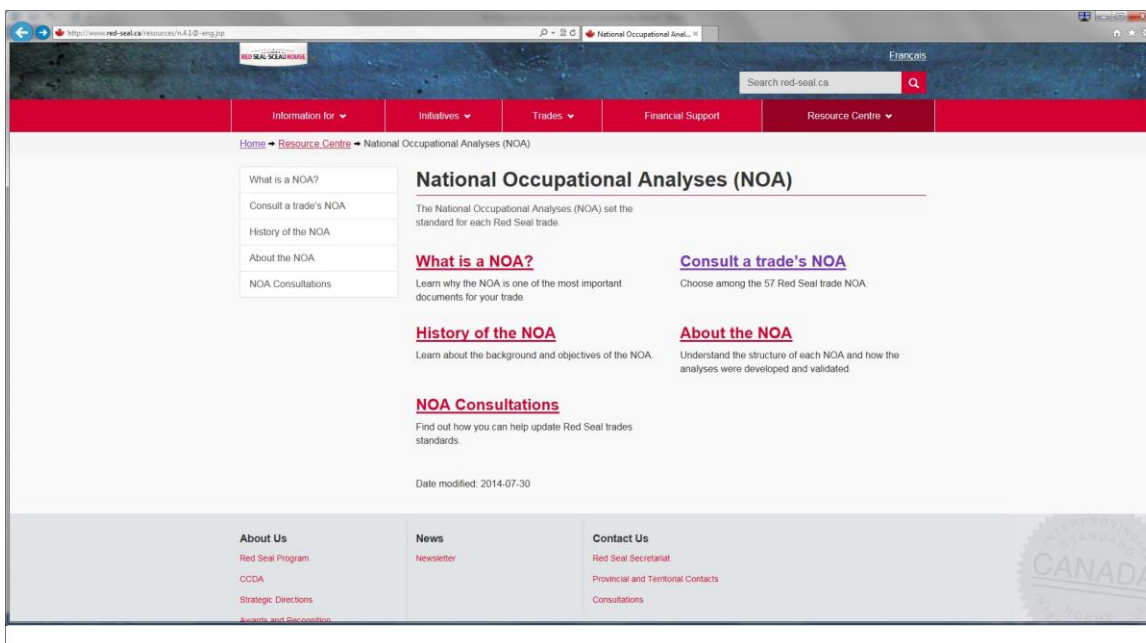 http://www.red-seal.ca/resources/n.4.1@-eng.jsp
National Occupational Anal...
RED SEAL·SCEAU ROUGE
Français
Search red-seal.ca
Information for
Initiatives
Trades
Financial Support
Resource Centre
Home → Resource Centre → National Occupational Analyses (NOA)
What is a NOA?
Consult a trade's NOA
History of the NOA
About the NOA
NOA Consultations
National Occupational Analyses (NOA)
The National Occupational Analyses (NOA) set the
standard for each Red Seal trade.
What is a NOA?
Learn why the NOA is one of the most important
documents for your trade.
Consult a trade's NOA
Choose among the 57 Red Seal trade NOA.
History of the NOA
Learn about the background and objectives of the NOA.
About the NOA
Understand the structure of each NOA and how the
analyses were developed and validated.
NOA Consultations
Find out how you can help update Red Seal trades
standards.
Date modified: 2014-07-30
About Us
Red Seal Program
CCDA
Strategic Directions
Awards and Recognition
News
Newsletter
Contact Us
Red Seal Secretariat
Provincial and Territorial Contacts
Consultations
CANADA